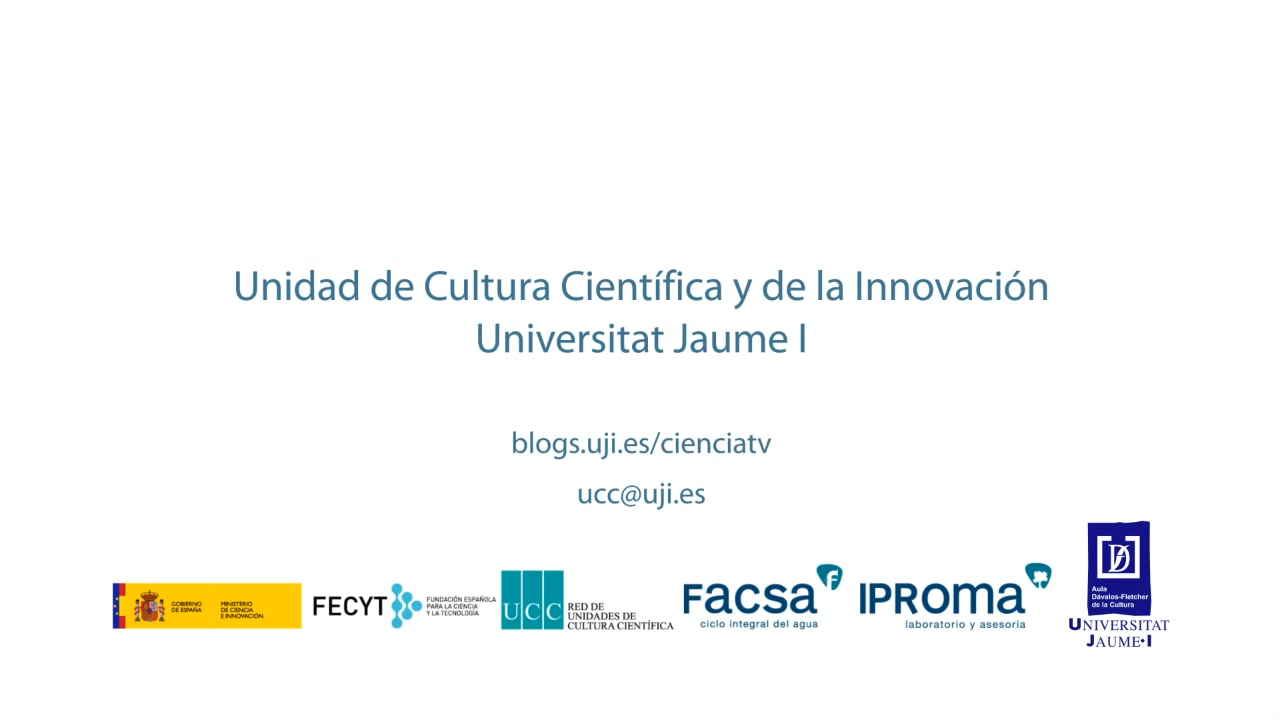 Unidad de Cultura Científica y de la Innovación
Universitat Jaume I
blogs.uji.es/cienciatv
ucc@uji.es
GOBIERNO
DE ESPAÑA
MINISTERIO
DE CIENCIA
E INNOVACIÓN
FECYT
FUNDACIÓN ESPAÑOLA
PARA LA CIENCIA
Y LA TECNOLOGÍA
UCC
RED DE
UNIDADES DE
CULTURA CIENTÍFICA
FACSA
ciclo integral del agua
IPROMA
laboratorio y asesoría
Aula
Dávalos-Fletcher
de la Cultura
UNIVERSITAT
JAUME•I